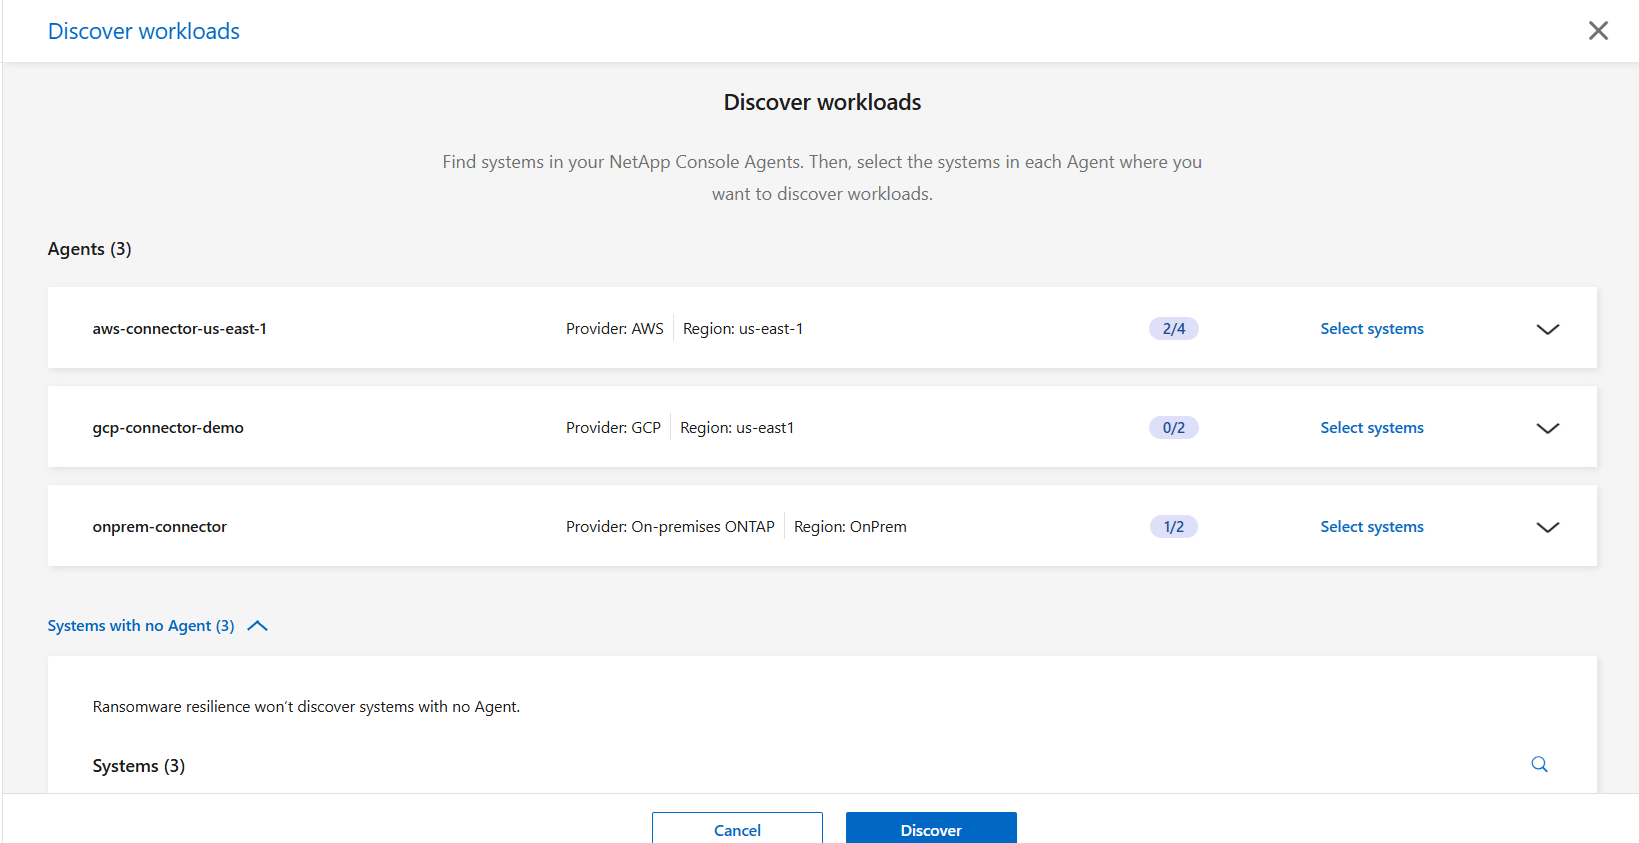 Discover workloads
Discover workloads
Find systems in your NetApp Console Agents. Then, select the systems in each Agent where you
want to discover workloads.
Agents (3)
aws-connector-us-east-1 Provider: AWS Region: us-east-1 2/4 Select systems
gcp-connector-demo Provider: GCP Region: us-east1 0/2 Select systems
onprem-connector Provider: On-premises ONTAP Region: OnPrem 1/2 Select systems
Systems with no Agent (3)
Ransomware resilience won’t discover systems with no Agent.
Systems (3)
Cancel Discover